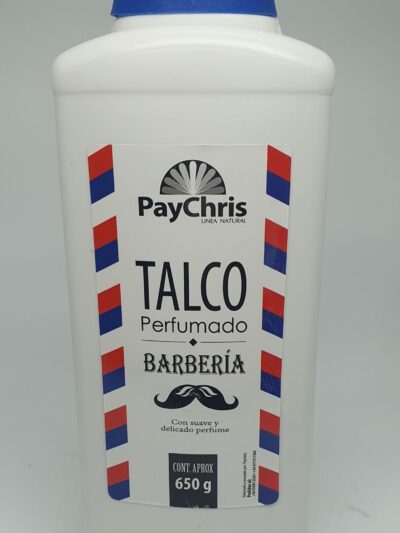 PayChris
LINEA NATURAL
TALCO
Perfumado
BARBERÍA
Con suave y
delicado perfume
CONT. APROX
650 g